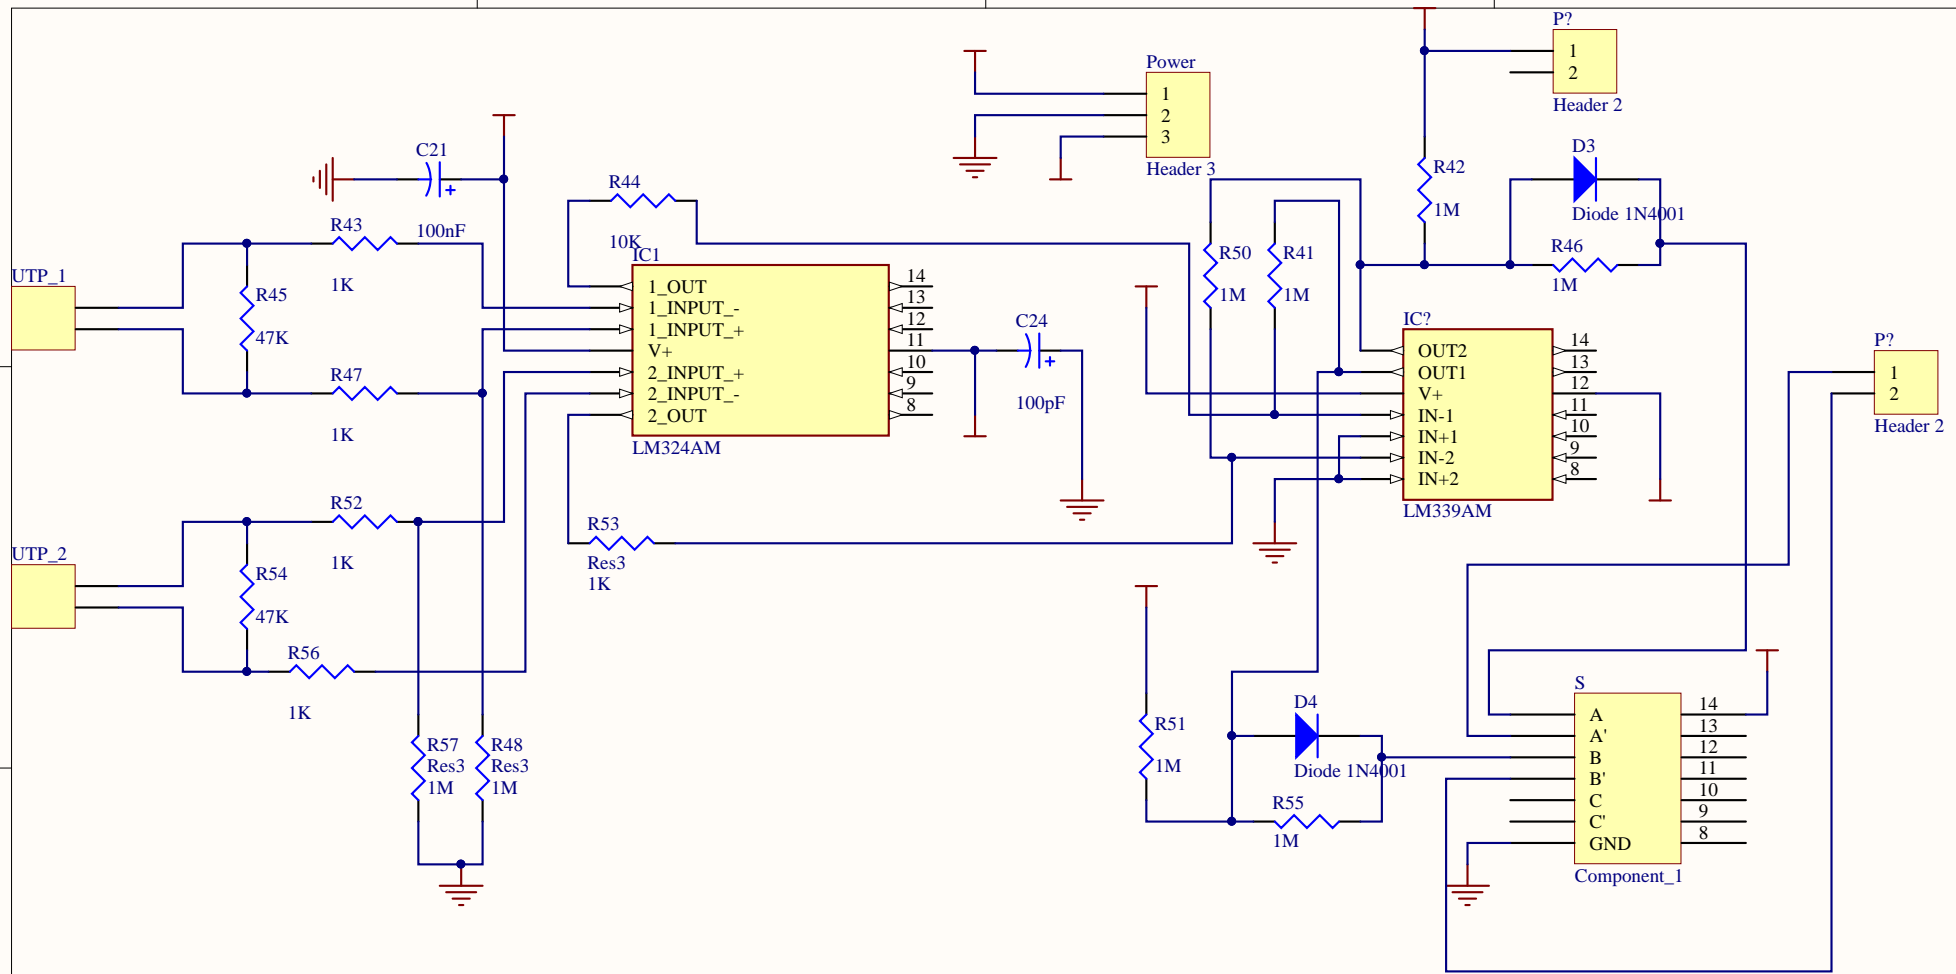 P?
1
2
Header 2
Power
1
2
3
Header 3
C21
100nF
R44
10K
R43
1K
UTP_1
R45
47K
R47
1K
IC1
1_OUT
1_INPUT_-
1_INPUT_+
V+
2_INPUT_+
2_INPUT_-
2_OUT
14
13
12
11
10
9
8
LM324AM
C24
100pF
R50
1M
R41
1M
R42
1M
D3
Diode 1N4001
R46
1M
IC?
OUT2
OUT1
V+
IN-1
IN+1
IN-2
IN+2
14
13
12
11
10
9
8
LM339AM
P?
1
2
Header 2
R52
1K
UTP_2
R54
47K
R56
1K
R53
Res3
1K
R57
Res3
1M
R48
Res3
1M
R51
1M
D4
Diode 1N4001
R55
1M
S
A
A'
B
B'
C
C'
GND
14
13
12
11
10
9
8
Component_1